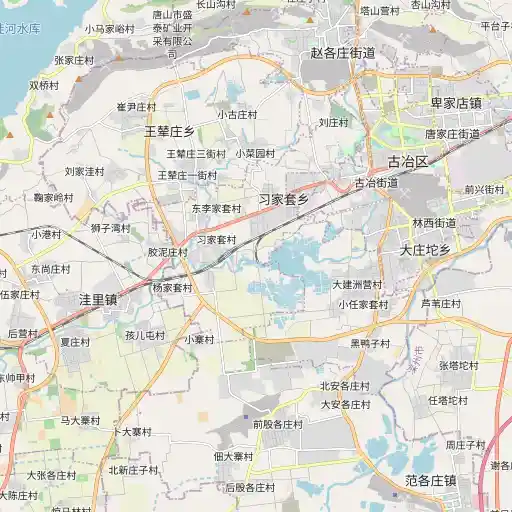 陡河水库
唐山市盛
泰矿业开
采有限公
司
长山沟村
塔山营村
杏山沟村
小马家峪村
平台子村
赵各庄街道
张家庄村
双桥村
崔尹庄村
小古庄村
卑家店镇
王辇庄乡
刘庄村
唐家庄街道
王辇庄三街村
小菜园村
古冶区
刘家洼村
王辇庄一街村
古冶街道
前兴街村
鞠家岭村
习家套乡
东李家套村
狮子湾村
林西街道
小港村
习家套村
胶泥庄村
大庄坨乡
东尚庄村
杨家套村
大建洲营村
伍家庄村
洼里镇
小任家套村
芦苇庄村
后营村
孩儿屯村
夏庄村
小寨村
黑鸭子村
张塔坨村
东帅甲村
北安各庄村
大安各庄村
任塔坨村
马大寨村
卜大寨村
前殷各庄村
周庄子村
佃大寨村
北新庄子村
大张各庄村
范各庄镇
后殷各庄村
大陈庄村